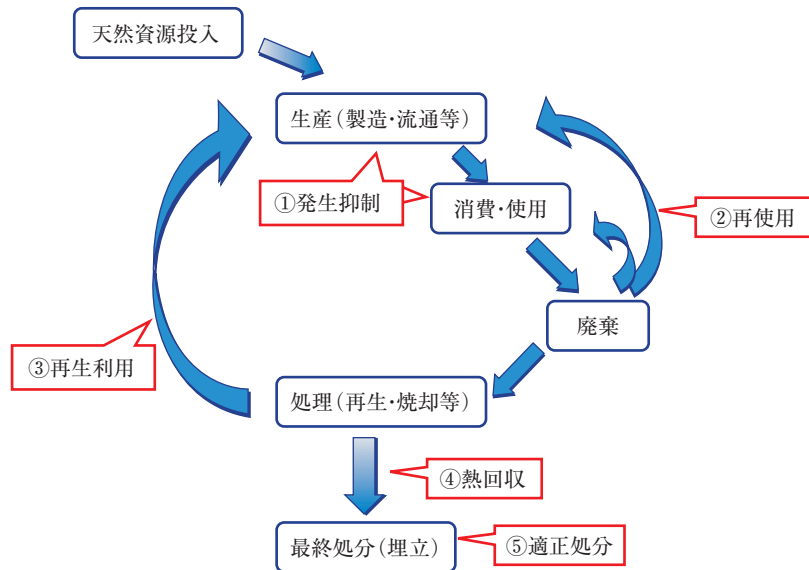 天然資源投入
生産(製造・流通等)
①発生抑制
消費・使用
②再使用
廃棄
③再生利用
処理(再生・焼却等)
④熱回収
最終処分(埋立)
⑤適正処分